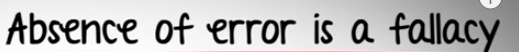 Absence of error is a fallacy